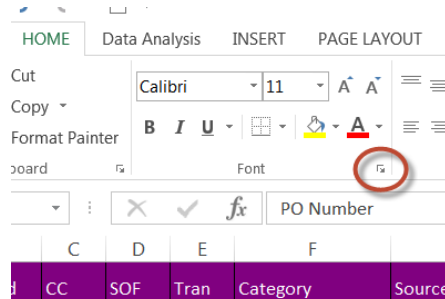 HOME Data Analysis INSERT PAGE LAYOUT
Cut
Calibri 11 A A
Copy
Format Painter
B I U A
board Font
fx PO Number
C D E F
d CC SOF Tran Category Source